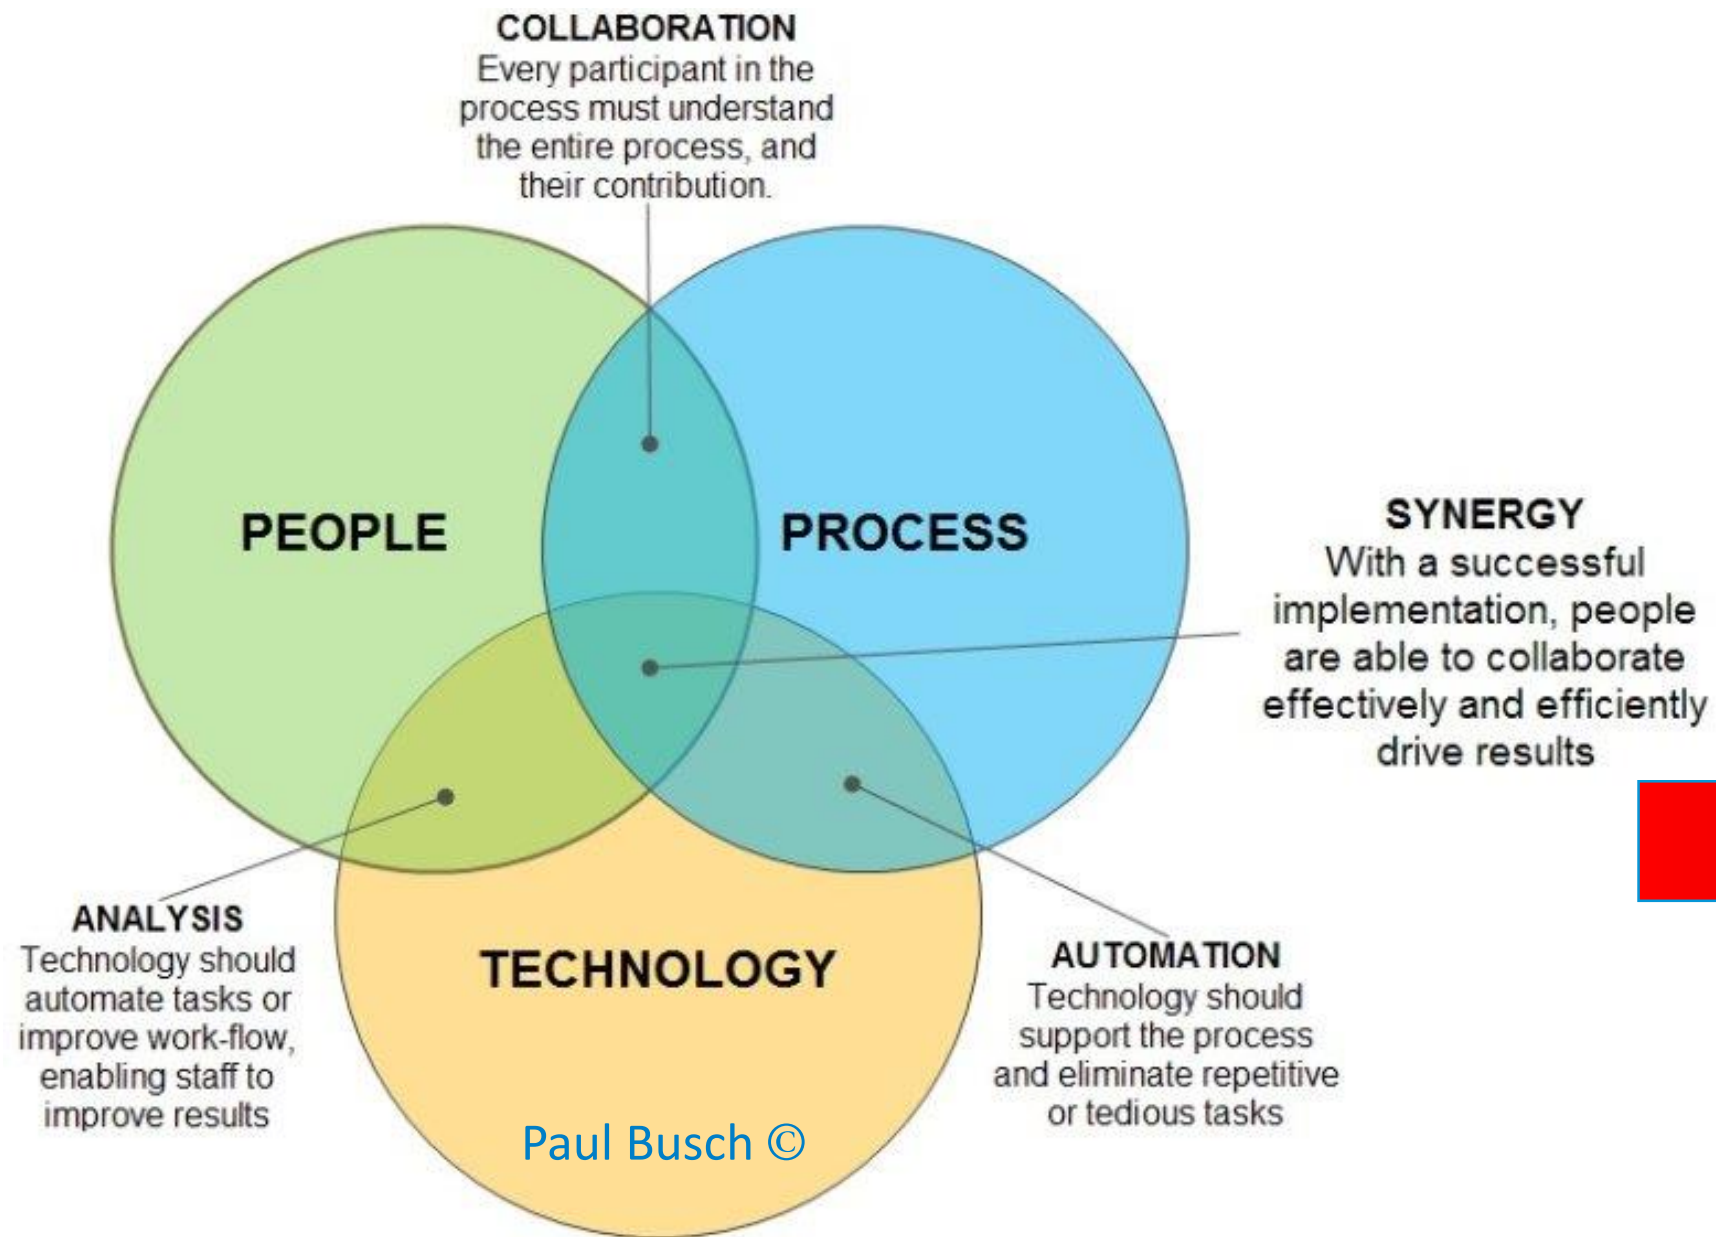 COLLABORATION
Every participant in the
process must understand
the entire process, and
their contribution.
PEOPLE
PROCESS
SYNERGY
With a successful
implementation, people
are able to collaborate
effectively and efficiently
drive results
ANALYSIS
Technology should
automate tasks or
improve work-flow,
enabling staff to
improve results
TECHNOLOGY
AUTOMATION
Technology should
support the process
and eliminate repetitive
or tedious tasks
Paul Busch ©